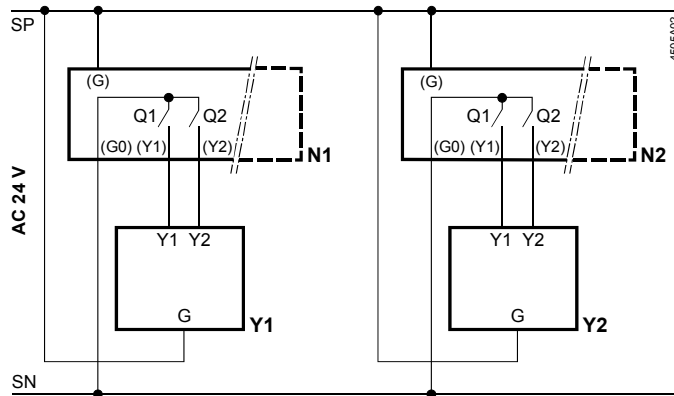 SP
4595A02
(G) (G)
Q1 Q2 Q1 Q2
(G0) (Y1) (Y2) N1 (G0) (Y1) (Y2) N2
AC 24 V
Y1 Y2 Y1 Y2
G Y1 G Y2
SN